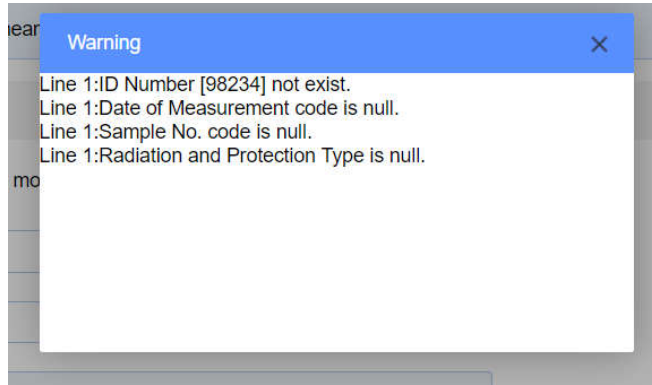 Warning
Line 1:ID Number [98234] not exist.
Line 1:Date of Measurement code is null.
Line 1:Sample No. code is null.
Line 1:Radiation and Protection Type is null.
mo